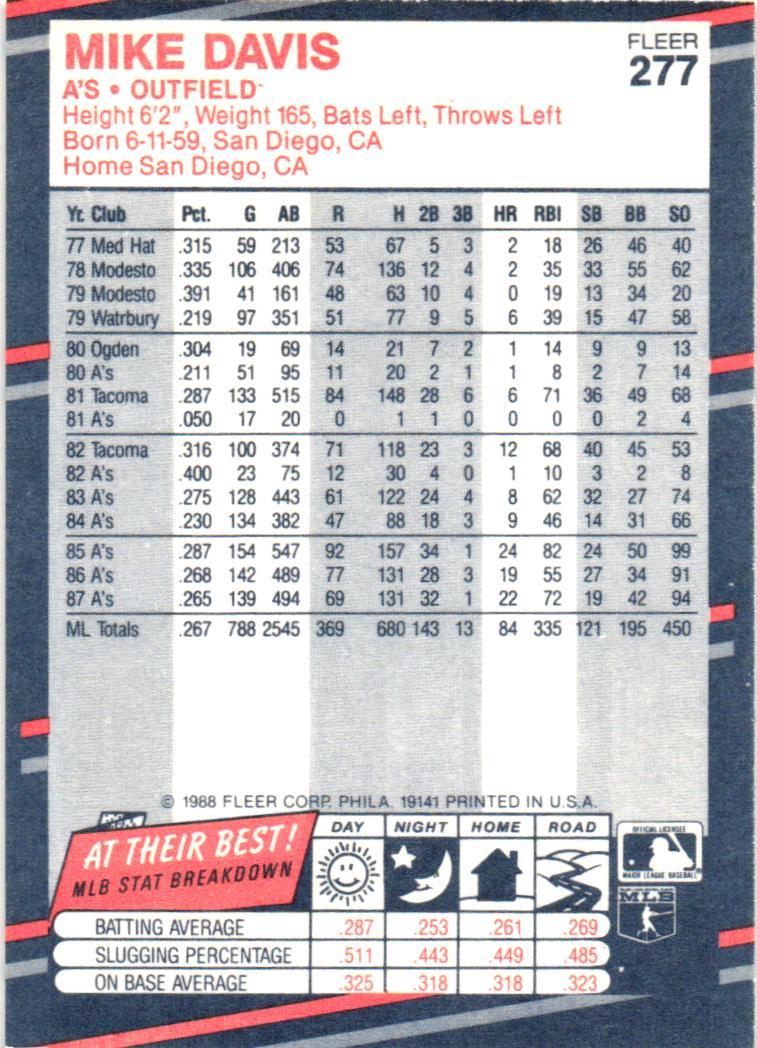 MIKE DAVIS
FLEER
277
A'S • OUTFIELD
Height 6'2", Weight 165, Bats Left, Throws Left
Born 6-11-59, San Diego, CA
Home San Diego, CA
Yr. Club Pct. G AB R H 2B 3B HR RBI SB BB SO
77 Med Hat .315 59 213 53 67 5 3 2 18 26 46 40
78 Modesto .335 106 406 74 136 12 4 2 35 33 55 62
79 Modesto .391 41 161 48 63 10 4 0 19 13 34 20
79 Watrbury .219 97 351 51 77 9 5 6 39 15 47 58
80 Ogden .304 19 69 14 21 7 2 1 14 9 9 13
80 A's .211 51 95 11 20 2 1 1 8 2 7 14
81 Tacoma .287 133 515 84 148 28 6 6 71 36 49 68
81 A's .050 17 20 0 1 1 0 0 0 0 2 4
82 Tacoma .316 100 374 71 118 23 3 12 68 40 45 53
82 A's .400 23 75 12 30 4 0 1 10 3 2 8
83 A's .275 128 443 61 122 24 4 8 62 32 27 74
84 A's .230 134 382 47 88 18 3 9 46 14 31 66
85 A's .287 154 547 92 157 34 1 24 82 24 50 99
86 A's .268 142 489 77 131 28 3 19 55 27 34 91
87 A's .265 139 494 69 131 32 1 22 72 19 42 94
ML Totals .267 788 2545 369 680 143 13 84 335 121 195 450
© 1988 FLEER CORP. PHILA. 19141 PRINTED IN U.S.A.
AT THEIR BEST!
MLB STAT BREAKDOWN
DAY NIGHT HOME ROAD
BATTING AVERAGE .287 .253 .261 .269
SLUGGING PERCENTAGE .511 .443 .449 .485
ON BASE AVERAGE .325 .318 .318 .323
OFFICIAL LICENSEE
MAJOR LEAGUE BASEBALL
MLB